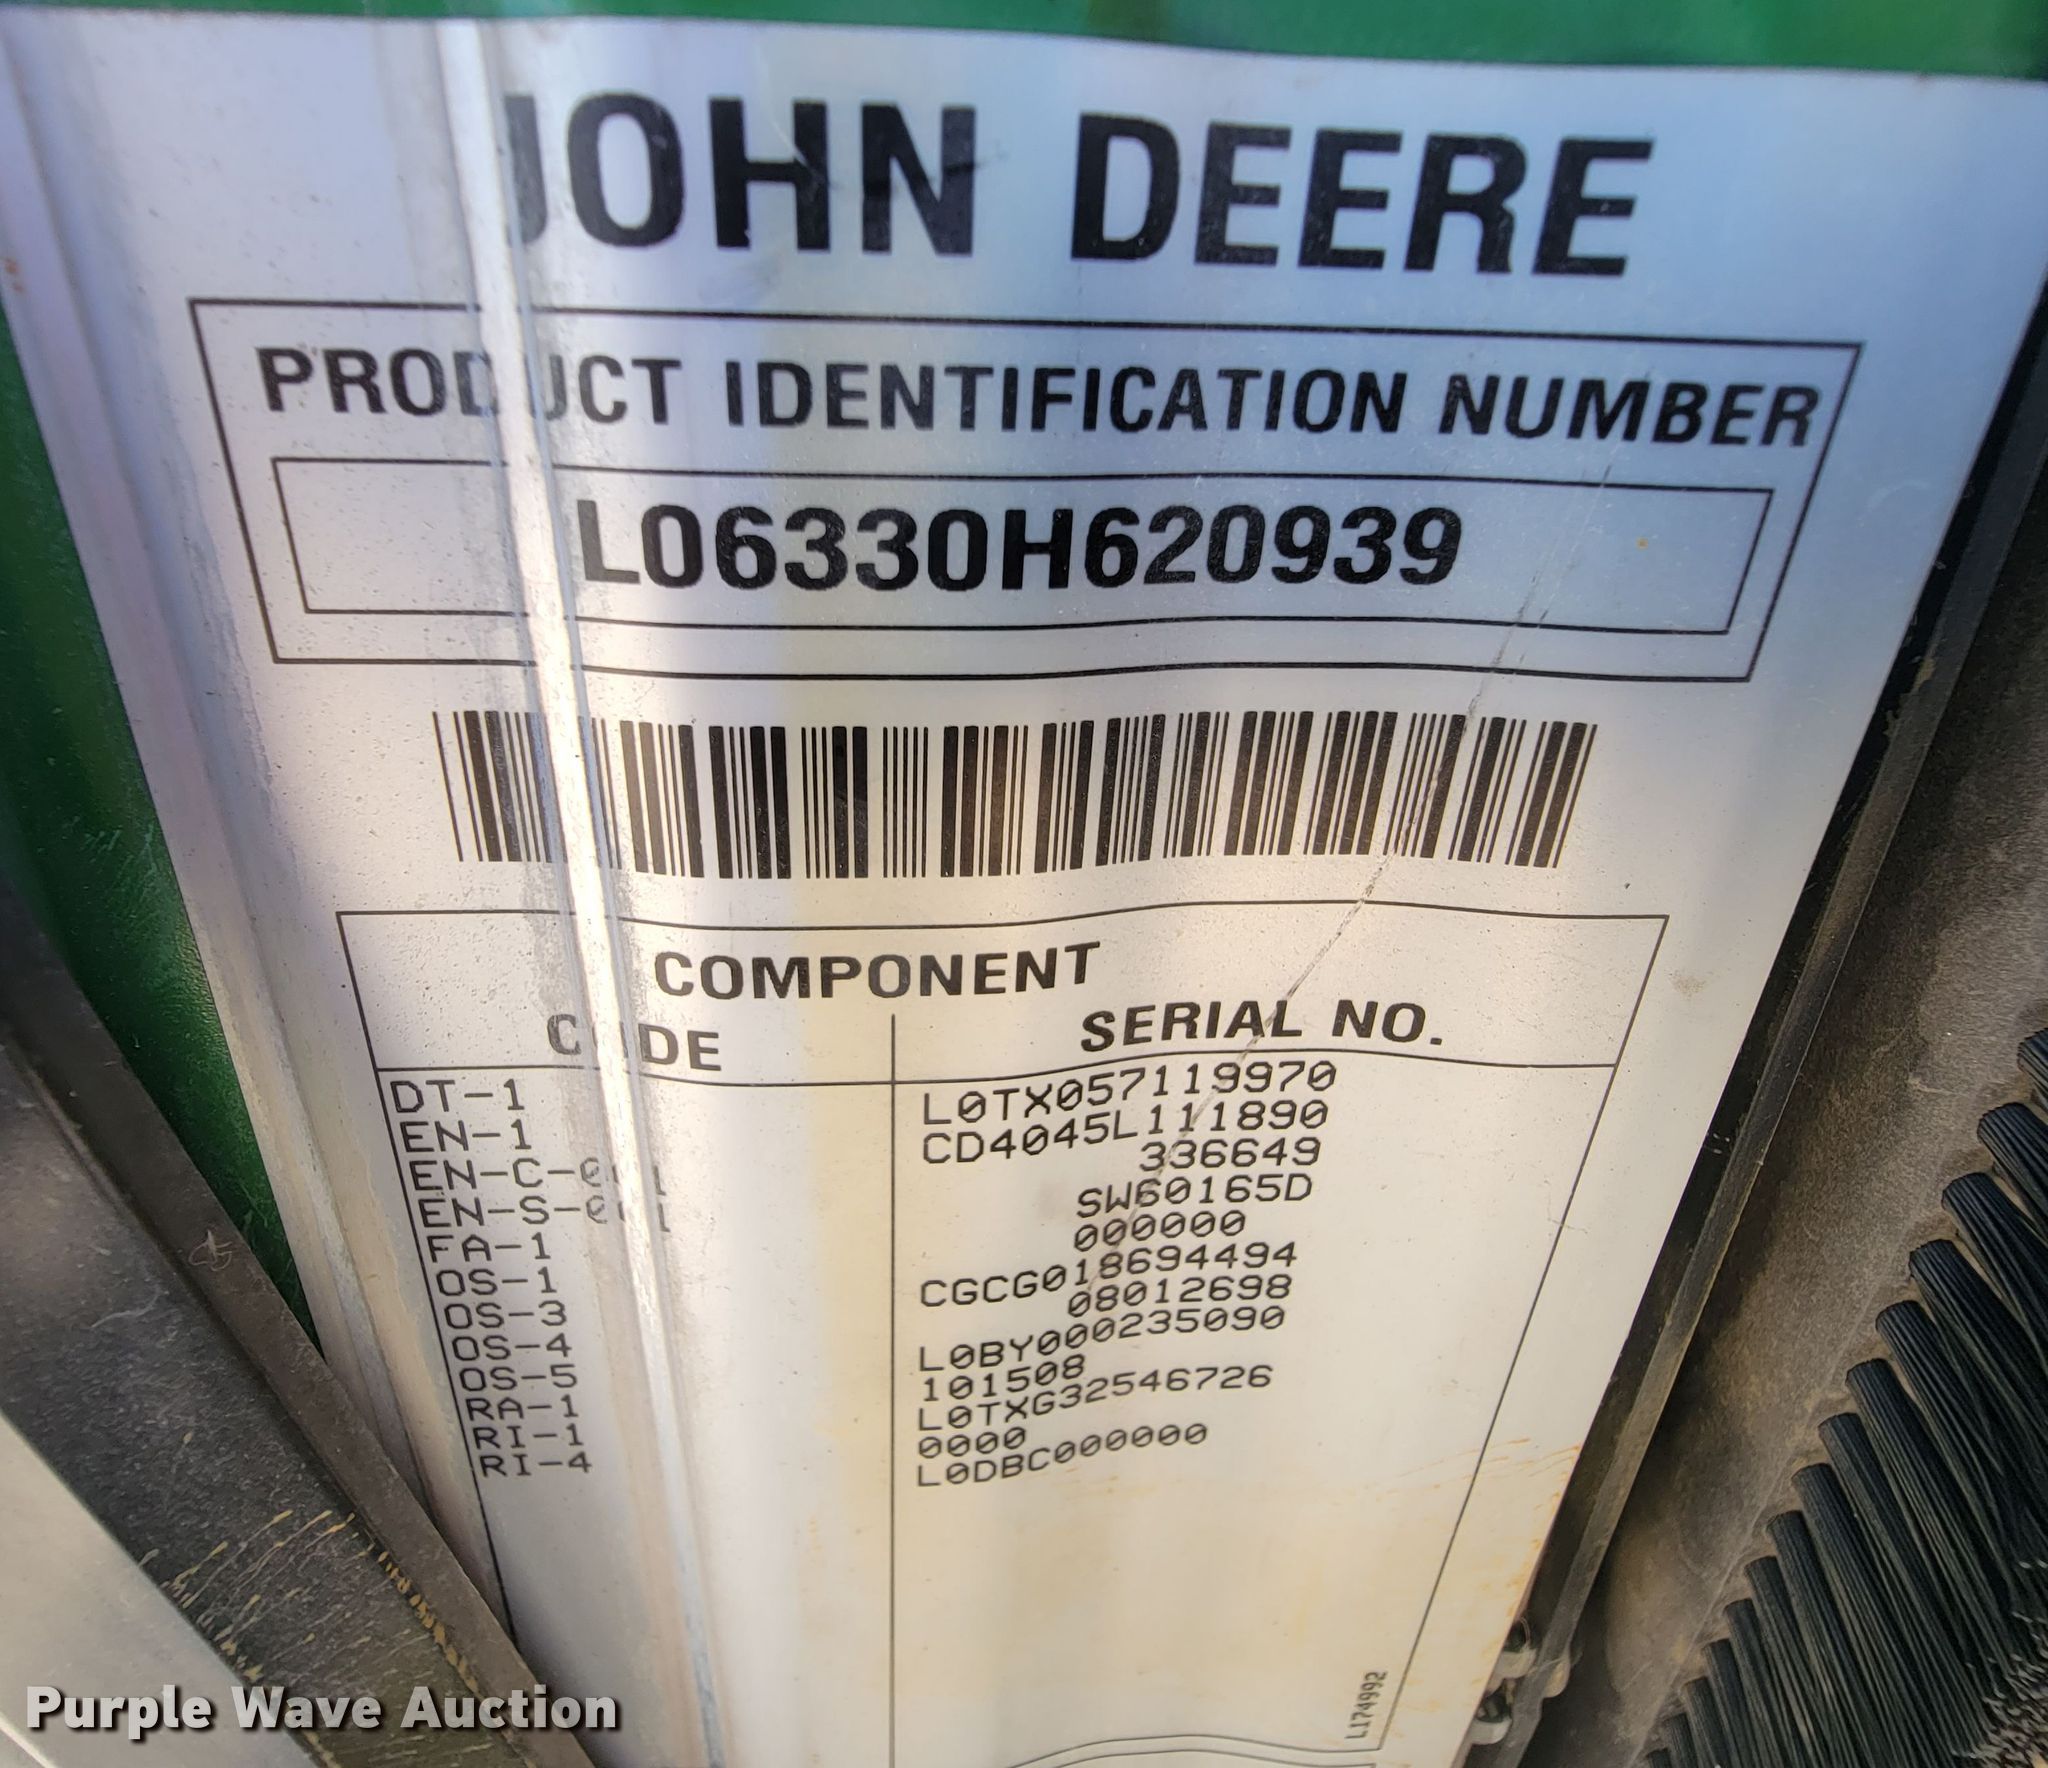 JOHN DEERE
PRODUCT IDENTIFICATION NUMBER
L06330H620939
COMPONENT
CODE SERIAL NO.
DT-1 L0TX057119970
EN-1 CD4045L111890
EN-C- 336649
EN-S- SW60165D
FA-1 000000
OS-1 CGCG018694494
OS-3 08012698
OS-4 L0BY000235090
OS-5 101508
RA-1 L0TXG32546726
RI-1 0000
RI-4 L0DBC000000
L174992
Purple Wave Auction